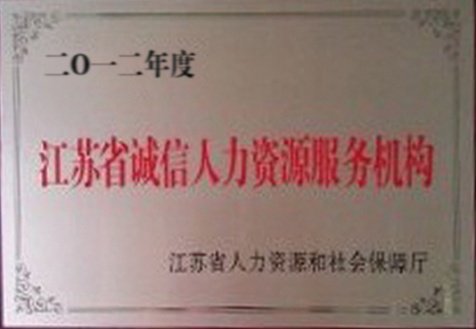 二O一二年度
江苏省诚信人力资源服务机构
江苏省人力资源和社会保障厅